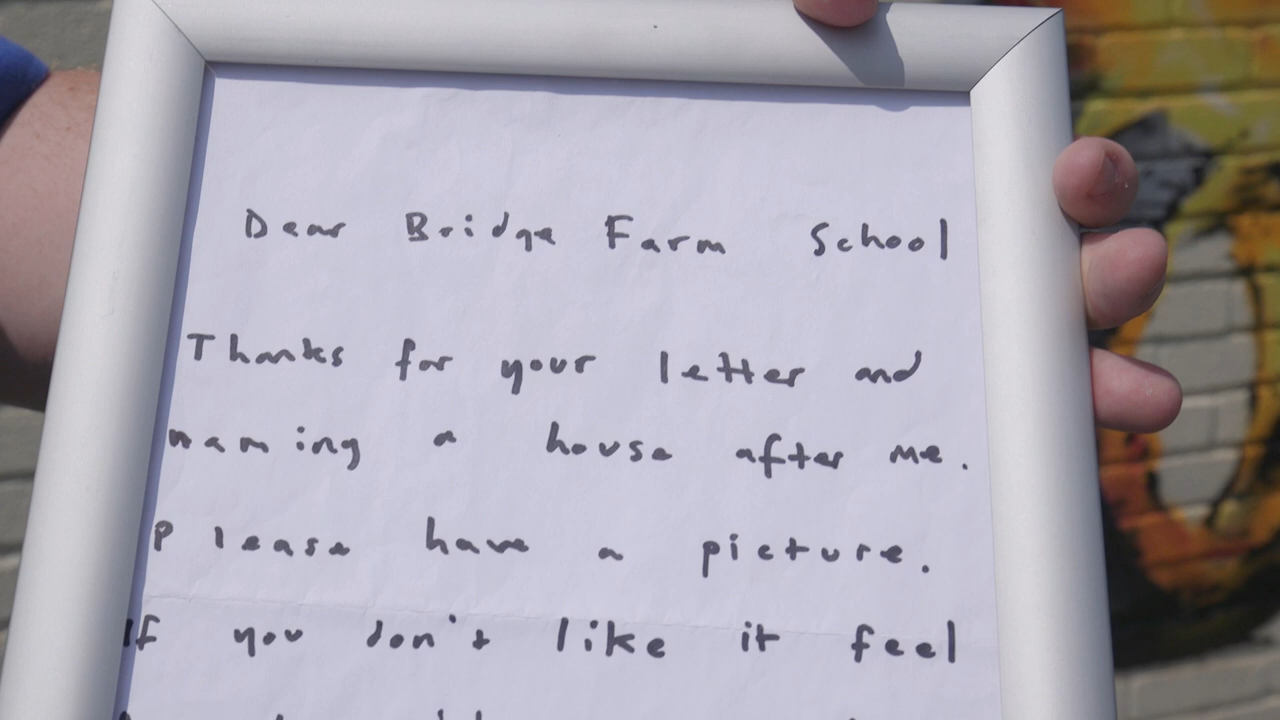 Dear Bridge Farm School
Thanks for your letter and
naming a house after me.
Please have a picture.
If you don't like it feel